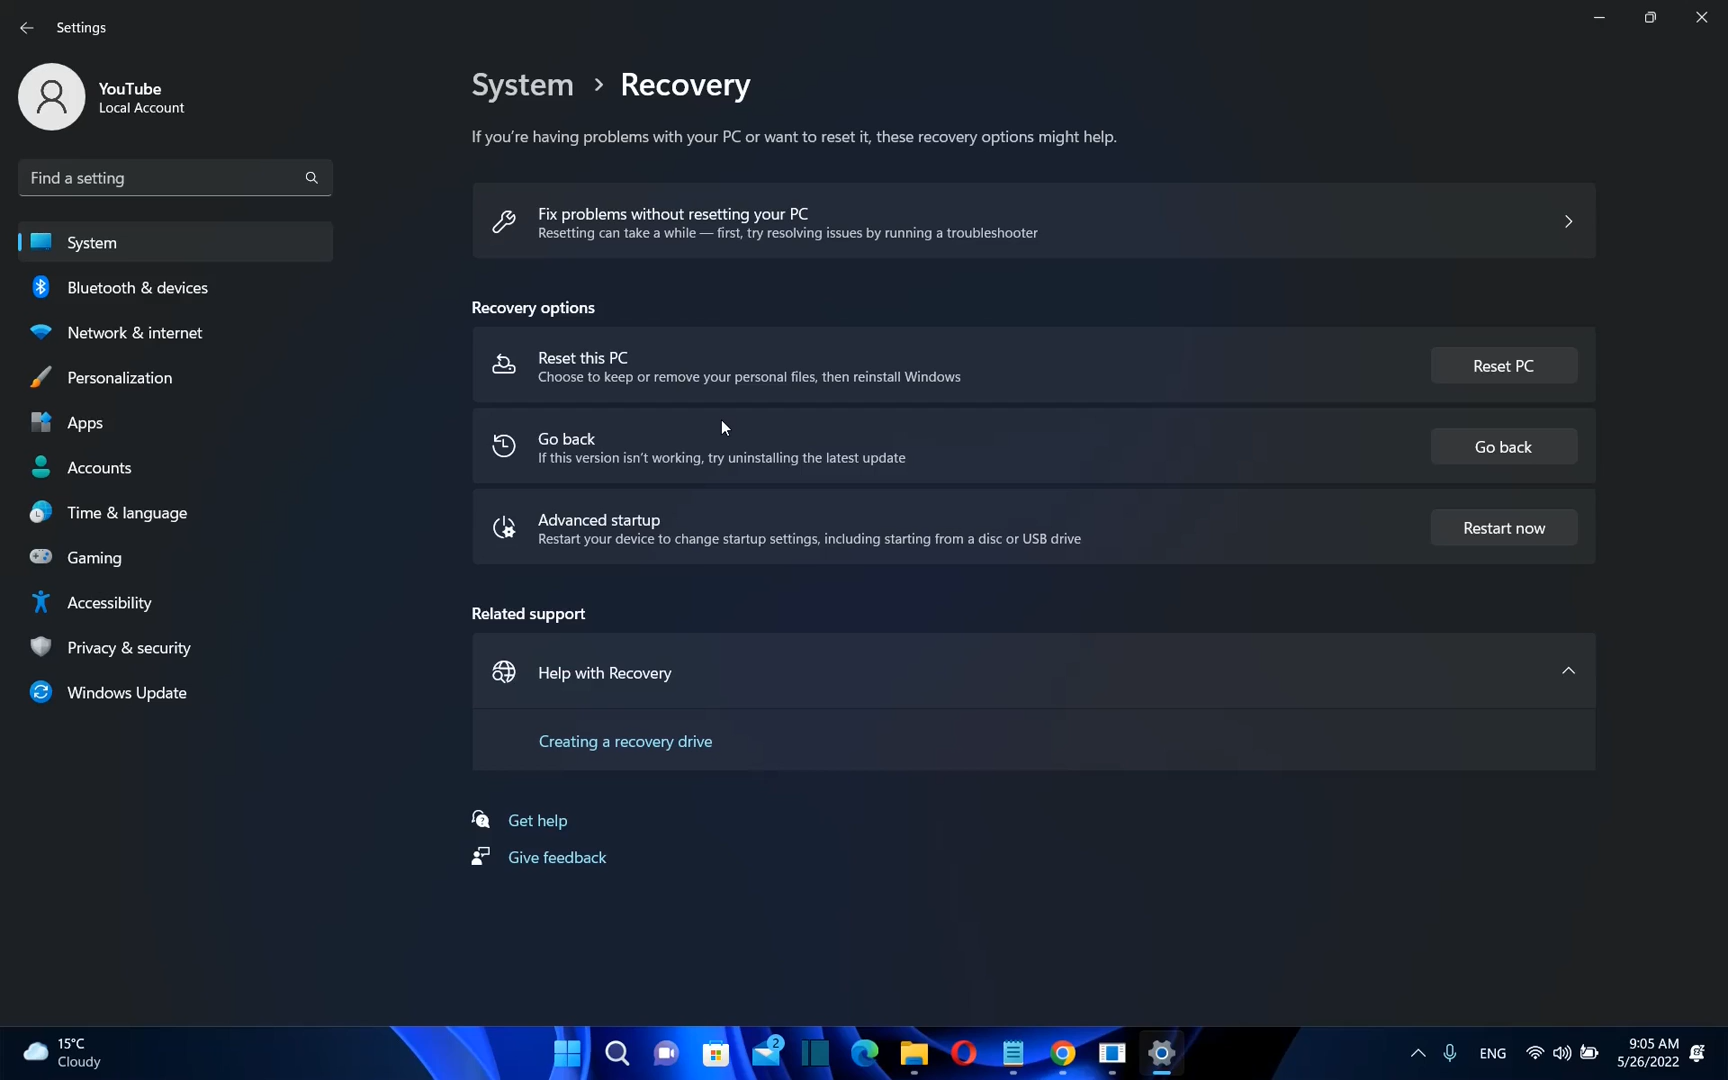 Settings
YouTube
Local Account
Find a setting
System
Bluetooth & devices
Network & internet
Personalization
Apps
Accounts
Time & language
Gaming
Accessibility
Privacy & security
Windows Update
System > Recovery
If you're having problems with your PC or want to reset it, these recovery options might help.
Fix problems without resetting your PC
Resetting can take a while — first, try resolving issues by running a troubleshooter
Recovery options
Reset this PC
Choose to keep or remove your personal files, then reinstall Windows
Reset PC
Go back
If this version isn't working, try uninstalling the latest update
Go back
Advanced startup
Restart your device to change startup settings, including starting from a disc or USB drive
Restart now
Related support
Help with Recovery
Creating a recovery drive
Get help
Give feedback
15°C
Cloudy
2
ENG
9:05 AM
5/26/2022